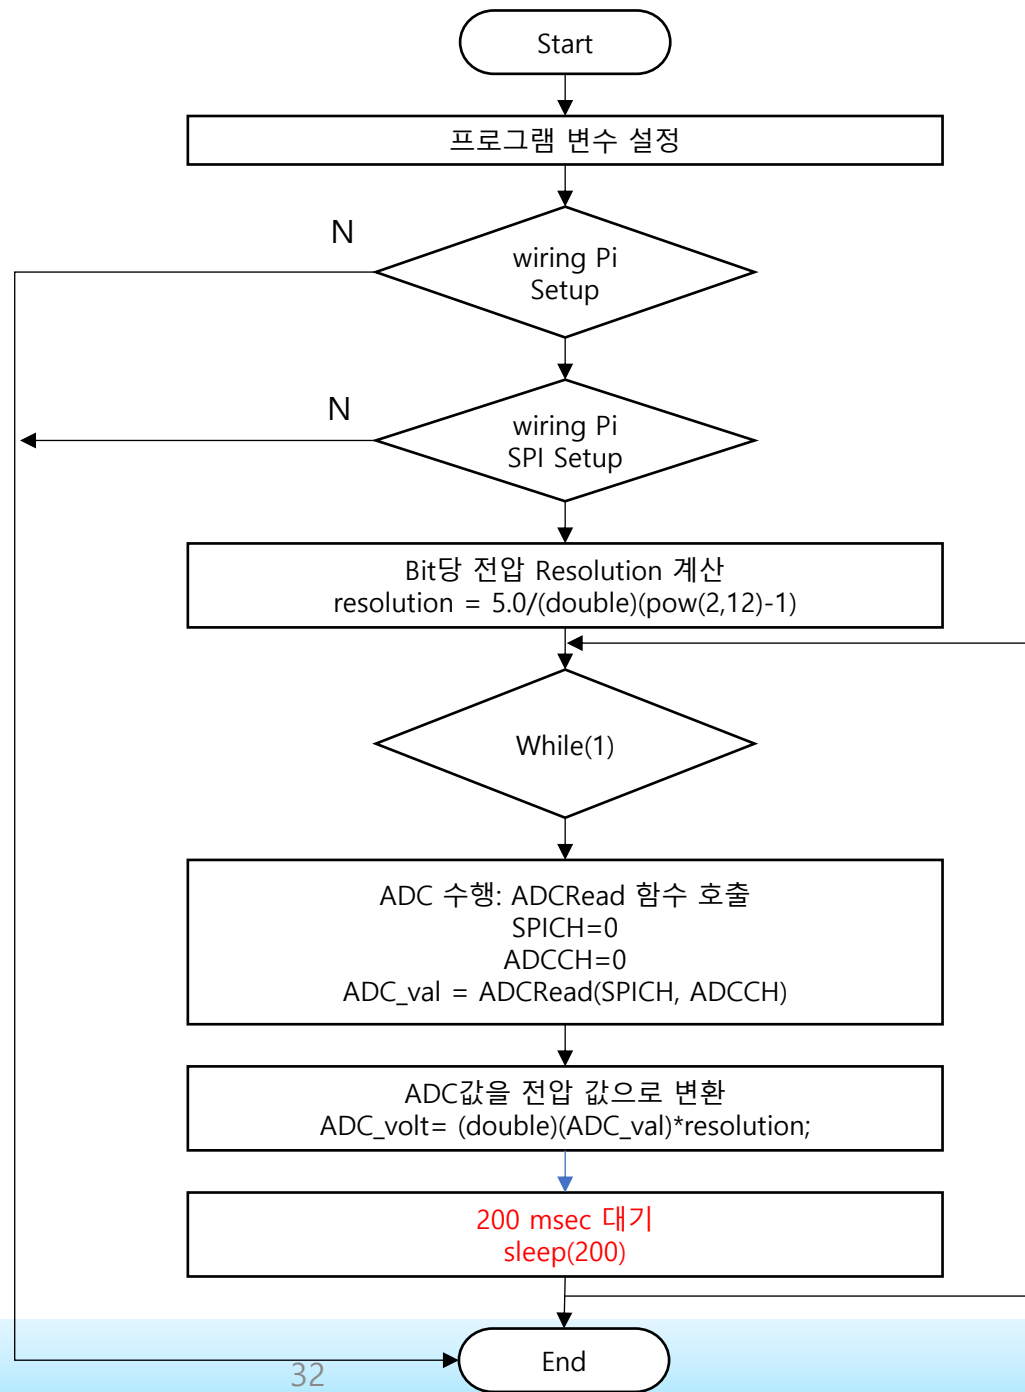 Start
프로그램 변수 설정
N
wiring Pi
Setup
N
wiring Pi
SPI Setup
Bit당 전압 Resolution 계산
resolution = 5.0/(double)(pow(2,12)-1)
While(1)
ADC 수행: ADCRead 함수 호출
SPICH=0
ADCCH=0
ADC_val = ADCRead(SPICH, ADCCH)
ADC값을 전압 값으로 변환
ADC_volt= (double)(ADC_val)*resolution;
200 msec 대기
sleep(200)
End
32